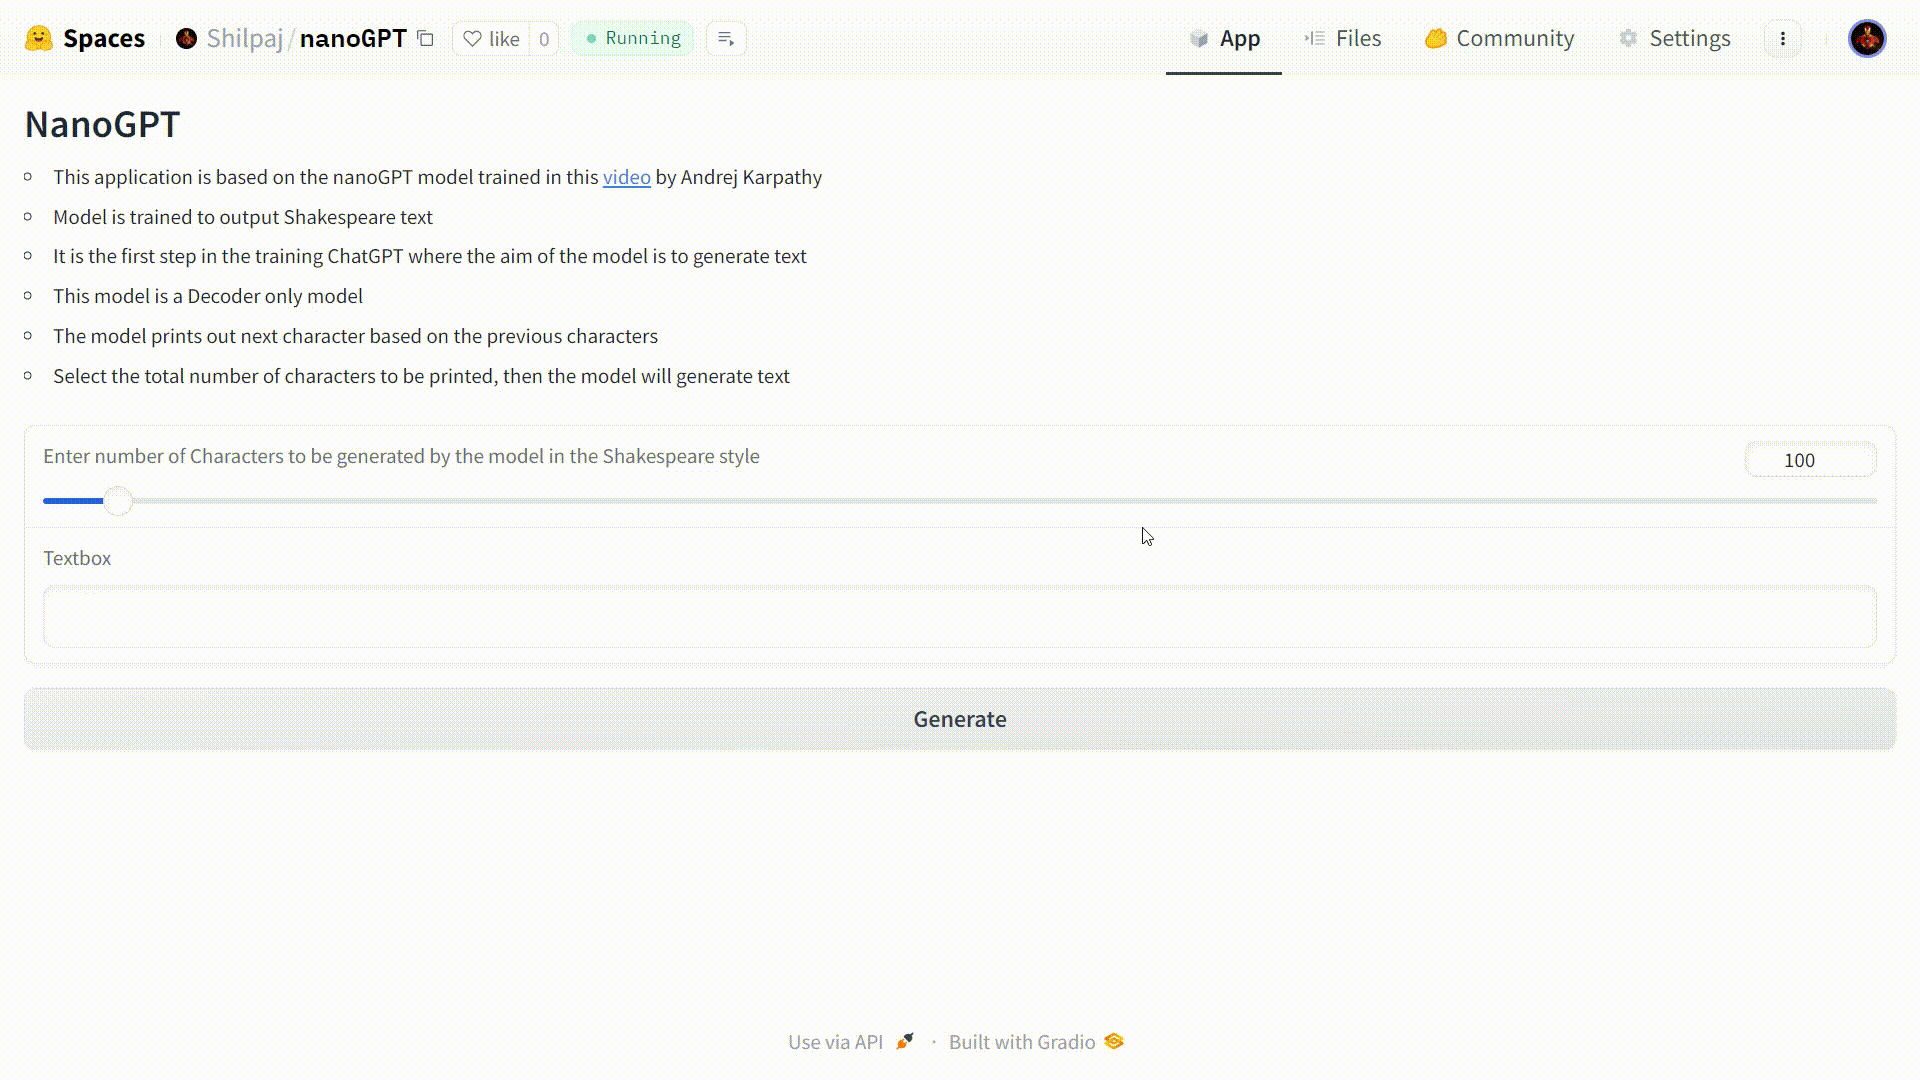 Spaces Shilpaj/nanoGPT like 0 Running App Files Community Settings
NanoGPT
This application is based on the nanoGPT model trained in this video by Andrej Karpathy
Model is trained to output Shakespeare text
It is the first step in the training ChatGPT where the aim of the model is to generate text
This model is a Decoder only model
The model prints out next character based on the previous characters
Select the total number of characters to be printed, then the model will generate text
Enter number of Characters to be generated by the model in the Shakespeare style 100
Textbox
Generate
Use via API · Built with Gradio